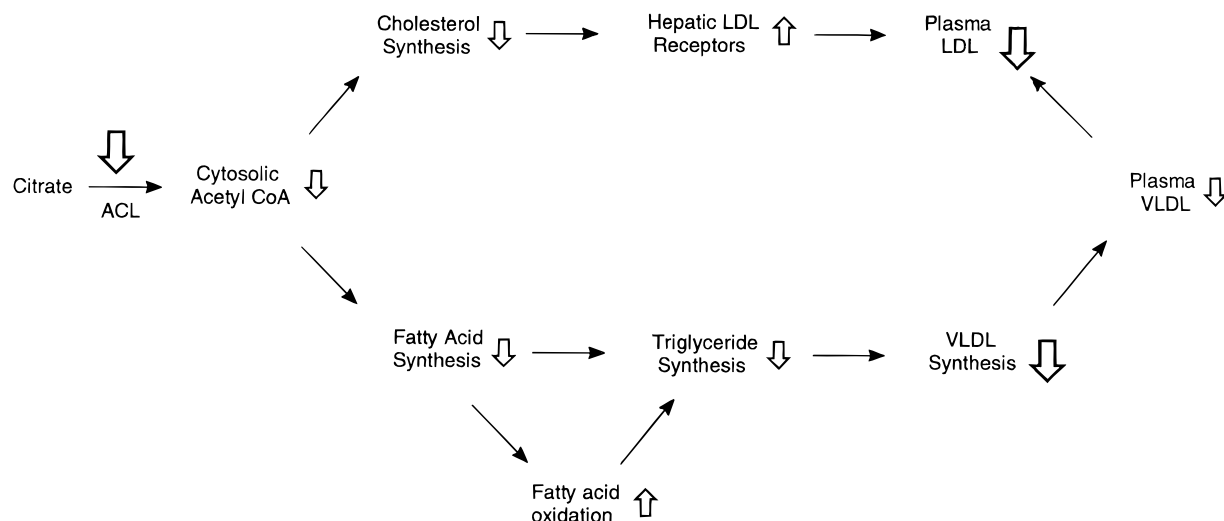 Cholesterol
Synthesis
Hepatic LDL
Receptors
Plasma
LDL
Citrate
ACL
Cytosolic
Acetyl CoA
Plasma
VLDL
Fatty Acid
Synthesis
Triglyceride
Synthesis
VLDL
Synthesis
Fatty acid
oxidation